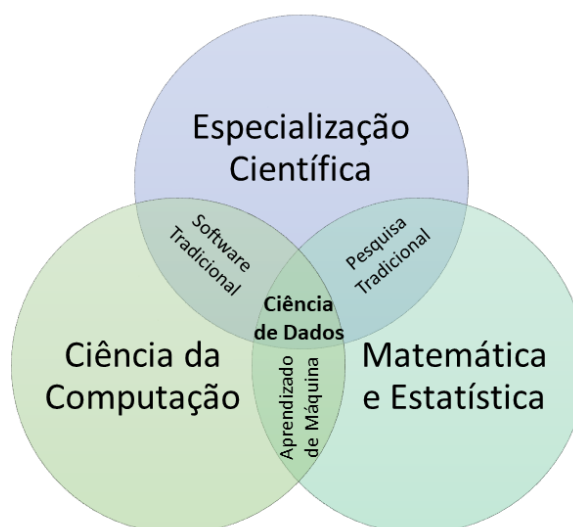 Especialização
Científica
Software
Tradicional
Pesquisa
Tradicional
Ciência
de Dados
Ciência da
Computação
Matemática
e Estatística
Aprendizado
de Máquina